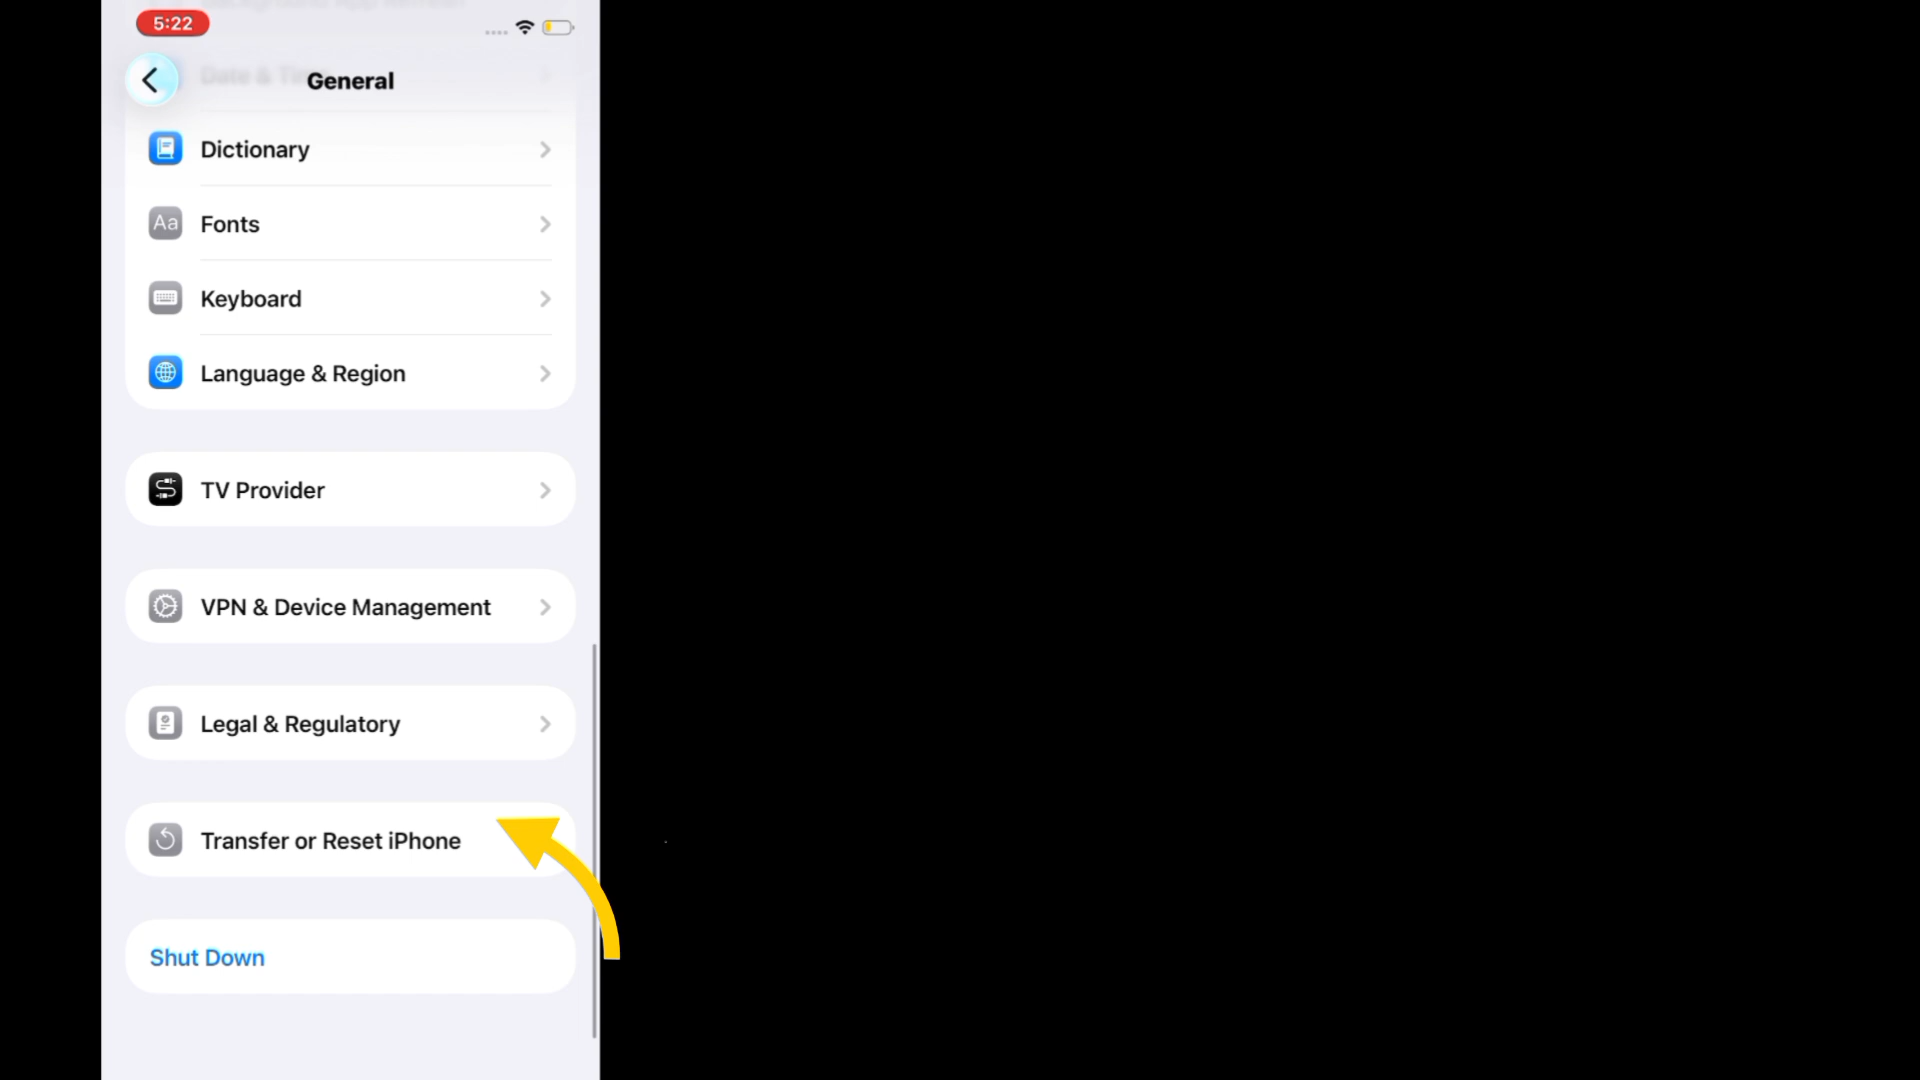 5:22
General
Dictionary
Aa Fonts
Keyboard
Language & Region
TV Provider
VPN & Device Management
Legal & Regulatory
Transfer or Reset iPhone
Shut Down